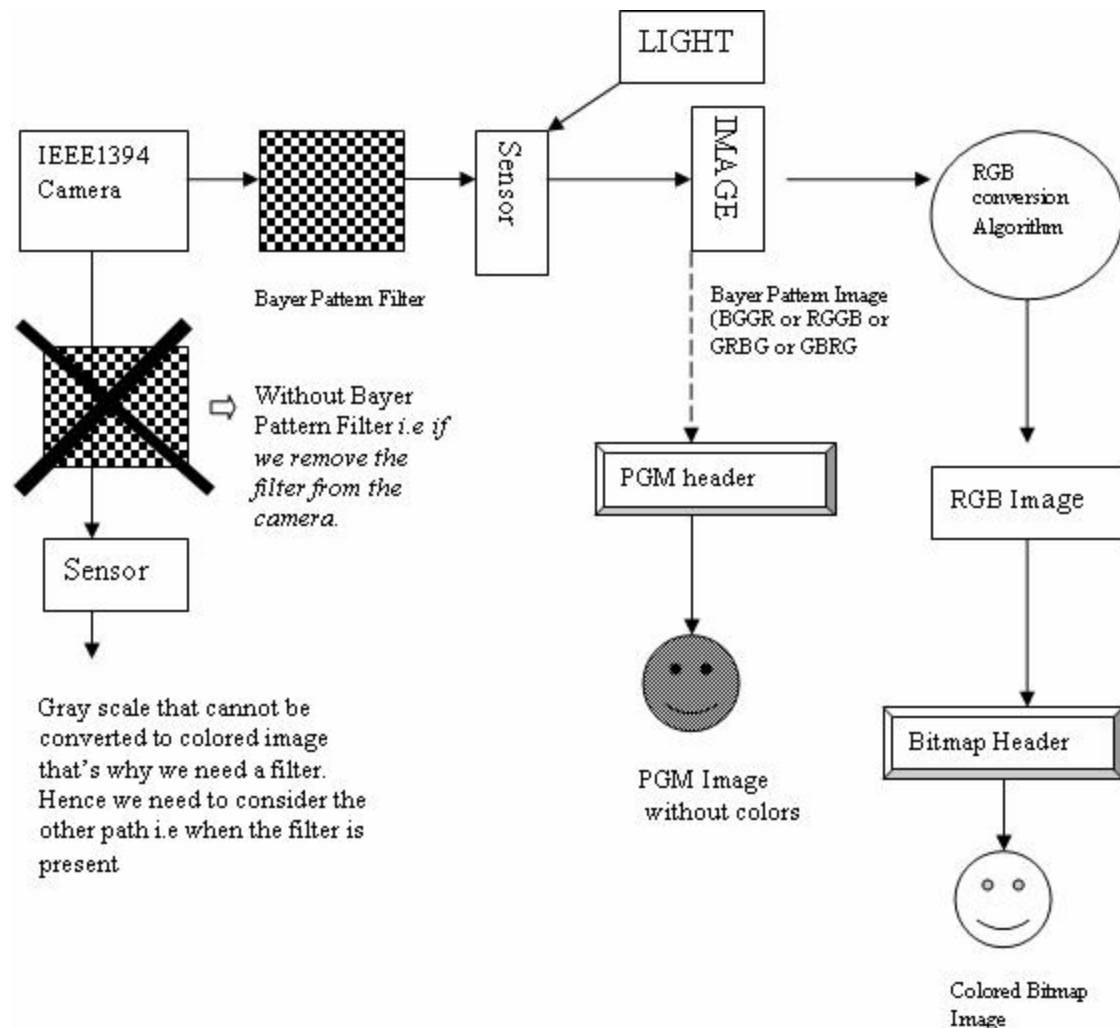 LIGHT
IEEE1394
Camera
Sensor
IMAGE
RGB
conversion
Algorithm
Bayer Pattern Filter
Bayer Pattern Image
(BGGR or RGGB or
GRBG or GBRG
Without Bayer
Pattern Filter i.e if
we remove the
filter from the
camera.
PGM header
RGB Image
Sensor
Gray scale that cannot be
converted to colored image
that's why we need a filter.
Hence we need to consider the
other path i.e when the filter is
present
Bitmap Header
PGM Image
without colors
Colored Bitmap
Image